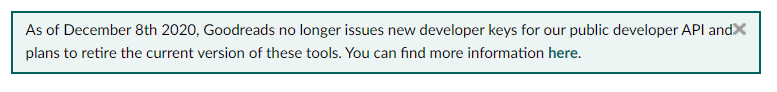 As of December 8th 2020, Goodreads no longer issues new developer keys for our public developer API and
plans to retire the current version of these tools. You can find more information here.